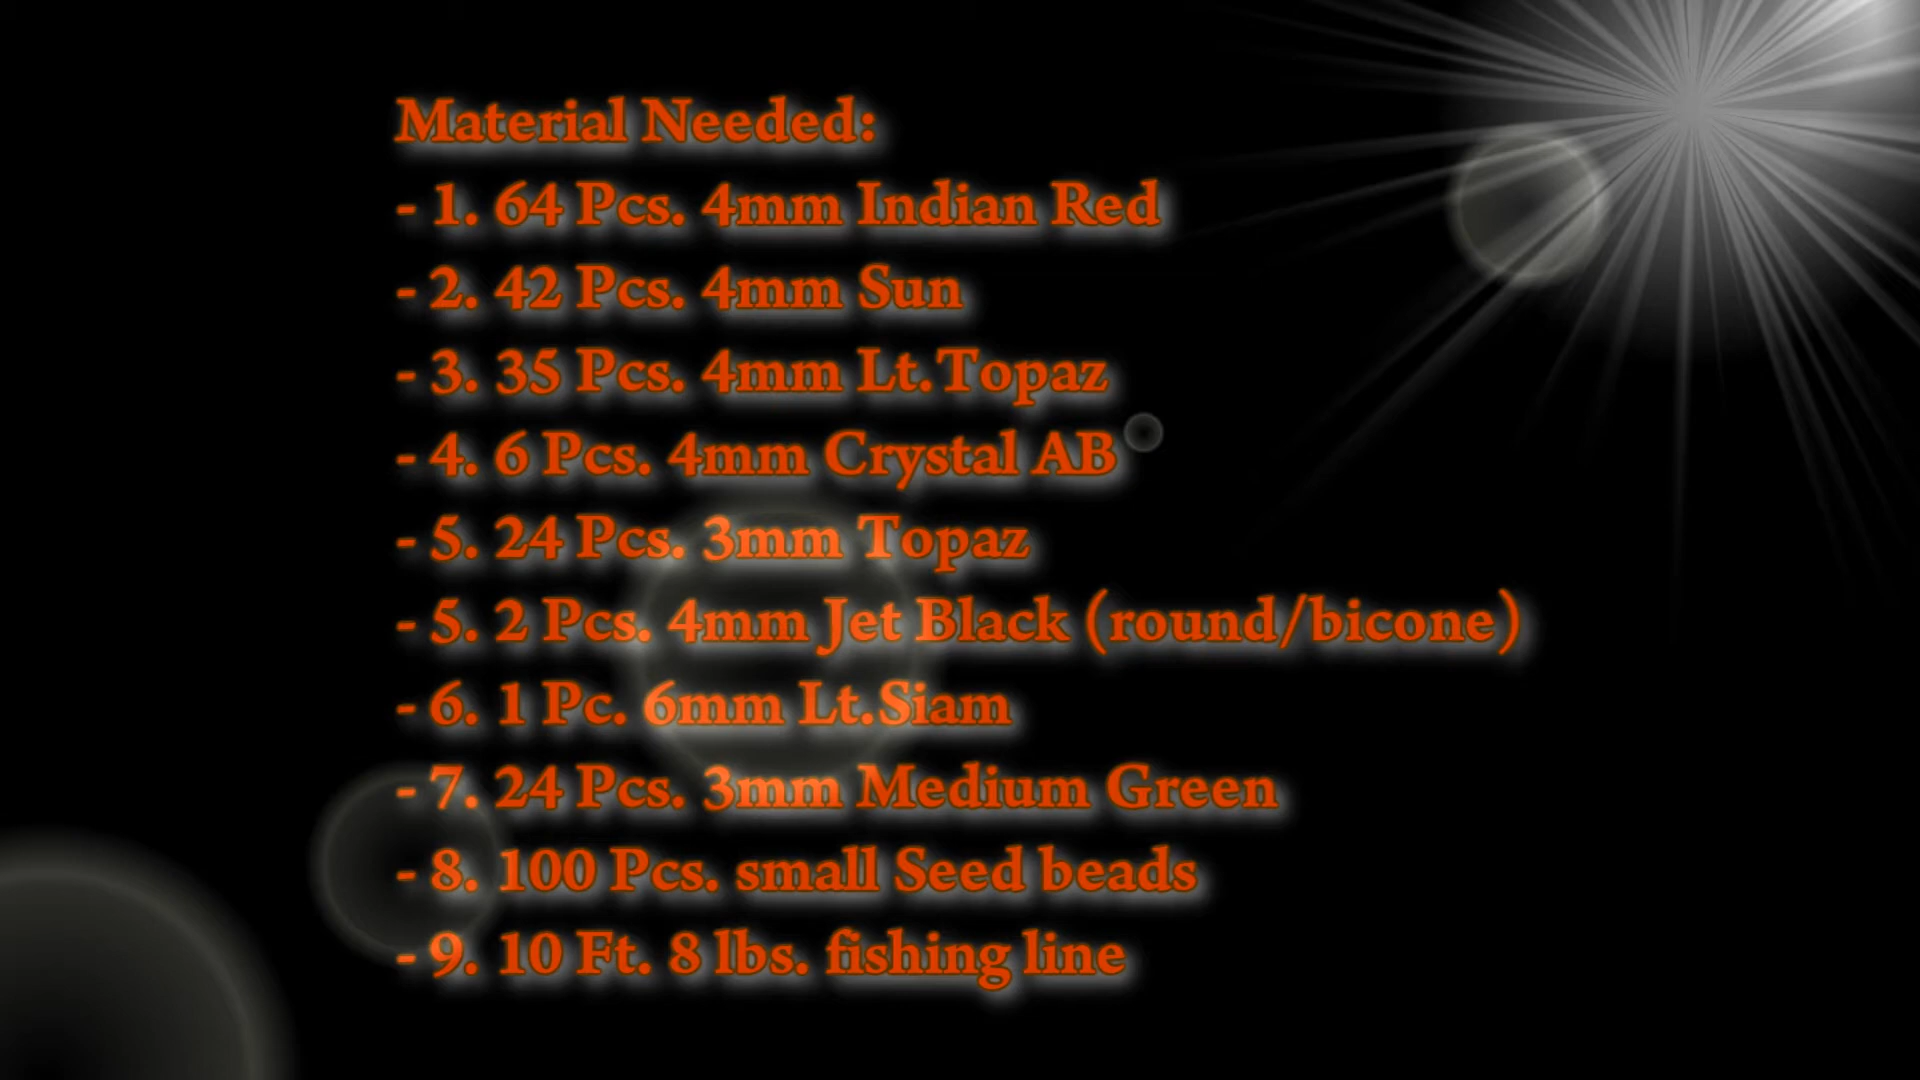 Material Needed:
- 1. 64 Pcs. 4mm Indian Red
- 2. 42 Pcs. 4mm Sun
- 3. 35 Pcs. 4mm Lt.Topaz
- 4. 6 Pcs. 4mm Crystal AB
- 5. 24 Pcs. 3mm Topaz
- 5. 2 Pcs. 4mm Jet Black (round/bicone)
- 6. 1 Pc. 6mm Lt.Siam
- 7. 24 Pcs. 3mm Medium Green
- 8. 100 Pcs. small Seed beads
- 9. 10 Ft. 8 lbs. fishing line